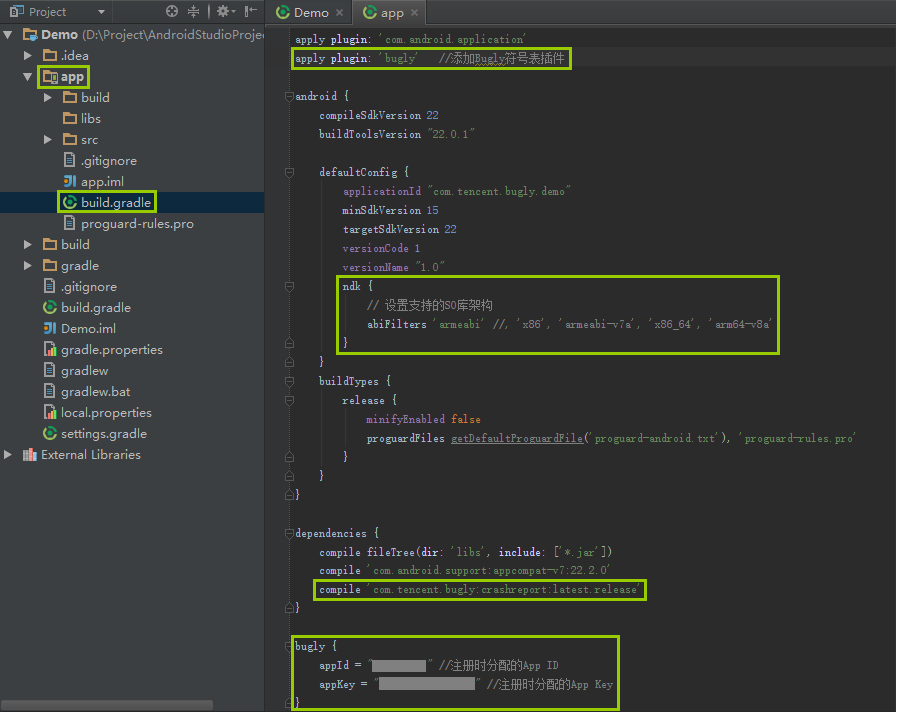 Project
Demo (D:\Project\AndroidStudioProje
.idea
app
build
libs
src
.gitignore
app.iml
build.gradle
proguard-rules.pro
build
gradle
.gitignore
build.gradle
Demo.iml
gradle.properties
gradlew
gradlew.bat
local.properties
settings.gradle
External Libraries
Demo
app
apply plugin: 'com.android.application'
apply plugin: 'bugly' //添加Bugly符号表插件
android {
compileSdkVersion 22
buildToolsVersion "22.0.1"
defaultConfig {
applicationId "com.tencent.bugly.demo"
minSdkVersion 15
targetSdkVersion 22
versionCode 1
versionName "1.0"
ndk {
// 设置支持的SO库架构
abiFilters 'armeabi' //, 'x86', 'armeabi-v7a', 'x86_64', 'arm64-v8a'
}
}
buildTypes {
release {
minifyEnabled false
proguardFiles getDefaultProguardFile('proguard-android.txt'), 'proguard-rules.pro'
}
}
}
dependencies {
compile fileTree(dir: 'libs', include: ['*.jar'])
compile 'com.android.support:appcompat-v7:22.2.0'
compile 'com.tencent.bugly:crashreport:latest.release'
}
bugly {
appId = " " //注册时分配的App ID
appKey = " " //注册时分配的App Key
}